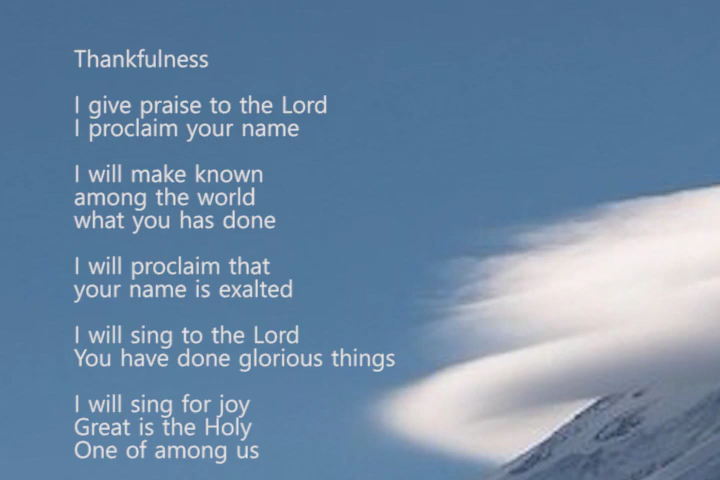 Thankfulness
I give praise to the Lord
I proclaim your name
I will make known
among the world
what you has done
I will proclaim that
your name is exalted
I will sing to the Lord
You have done glorious things
I will sing for joy
Great is the Holy
One of among us